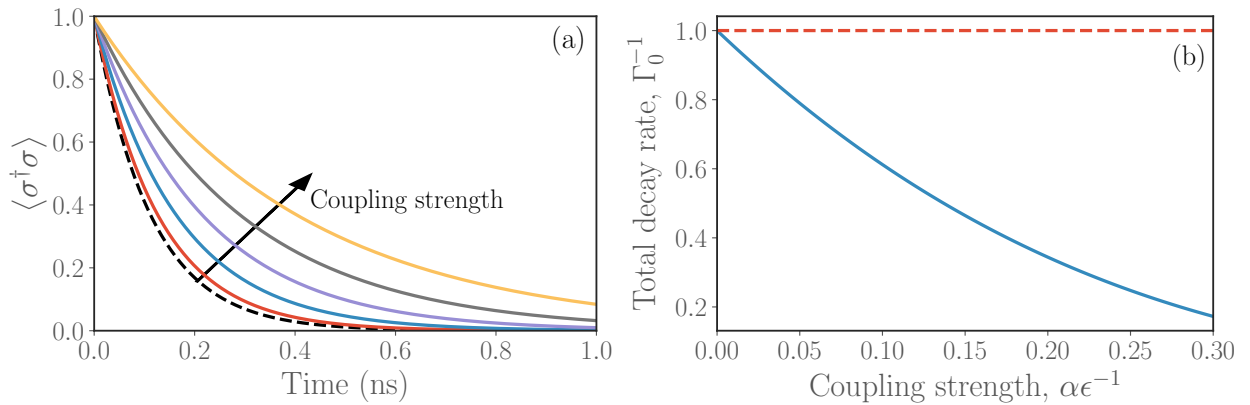 (a)
⟨σ†σ⟩
1.0
0.8
0.6
0.4
0.2
0.0
Coupling strength
0.0 0.2 0.4 0.6 0.8 1.0
Time (ns)
(b)
Total decay rate, Γ₀⁻¹
1.0
0.8
0.6
0.4
0.2
0.00 0.05 0.10 0.15 0.20 0.25 0.30
Coupling strength, αϵ⁻¹